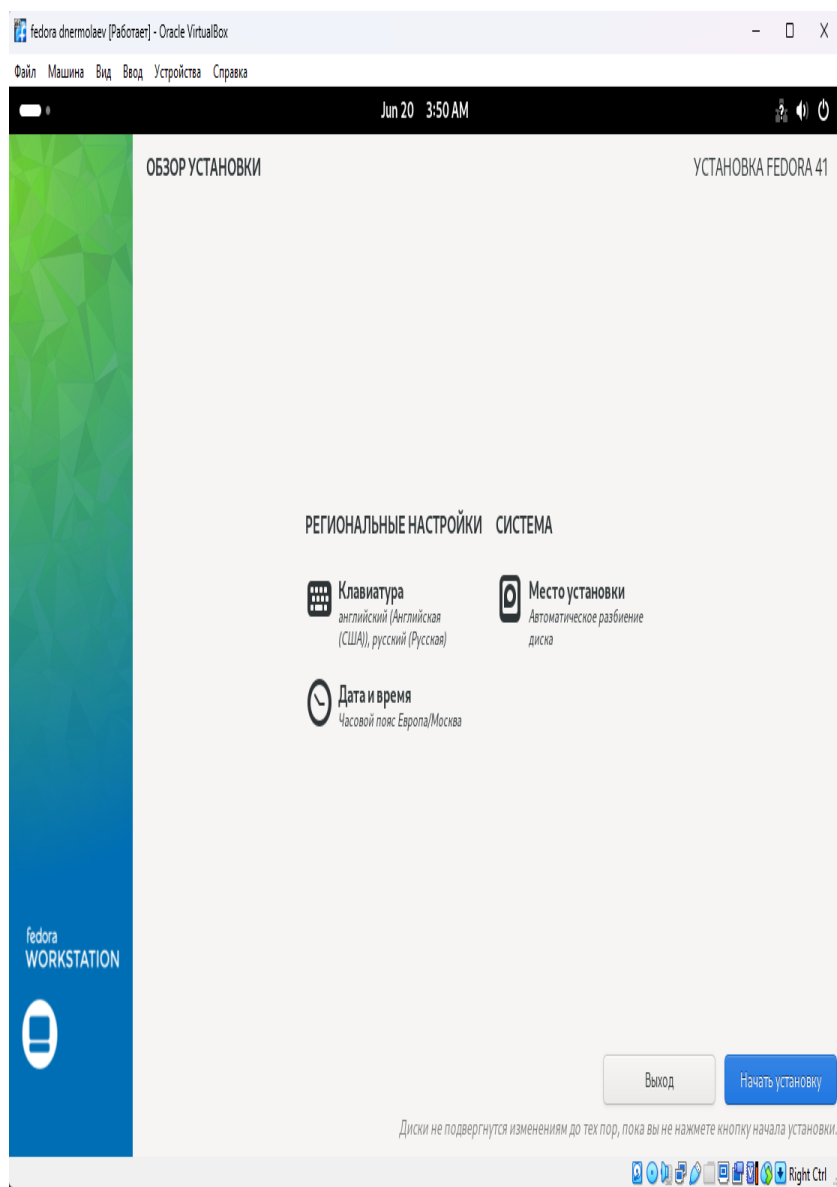 fedora dnermolaev [Работает] - Oracle VirtualBox
Файл Машина Вид Ввод Устройства Справка
Jun 20 3:50 AM
ОБЗОР УСТАНОВКИ
УСТАНОВКА FEDORA 41
РЕГИОНАЛЬНЫЕ НАСТРОЙКИ
СИСТЕМА
Клавиатура
английский (Английская
(США)), русский (Русская)
Место установки
Автоматическое разбиение
диска
Дата и время
Часовой пояс Европа/Москва
fedora
WORKSTATION
Выход
Начать установку
Диски не подвергнутся изменениям до тех пор, пока вы не нажмете кнопку начала установки.
Right Ctrl